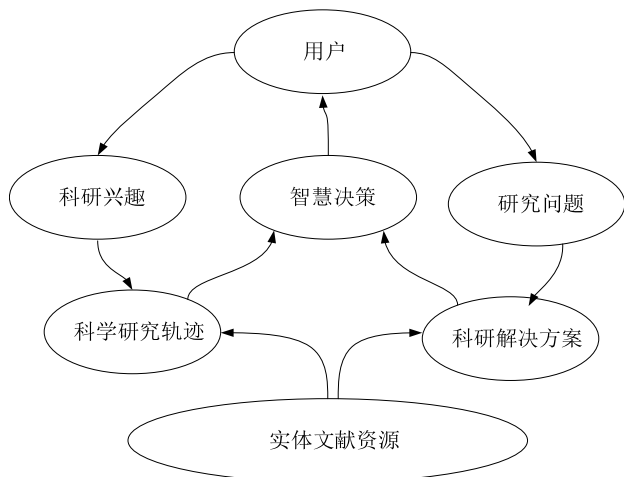 用户
科研兴趣
智慧决策
研究问题
科学研究轨迹
科研解决方案
实体文献资源